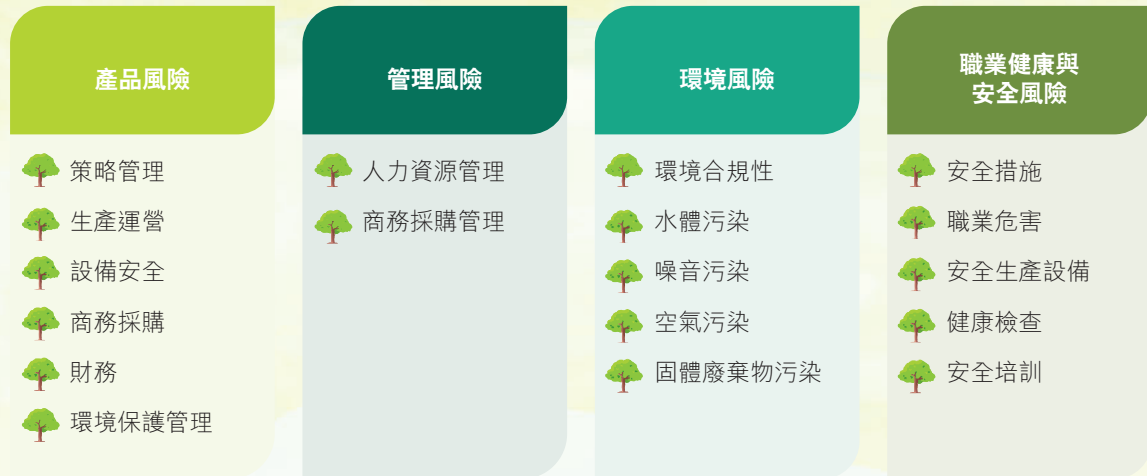 產品風險
策略管理
生產運營
設備安全
商務採購
財務
環境保護管理
管理風險
人力資源管理
商務採購管理
環境風險
環境合規性
水體污染
噪音污染
空氣污染
固體廢棄物污染
職業健康與
安全風險
安全措施
職業危害
安全生產設備
健康檢查
安全培訓